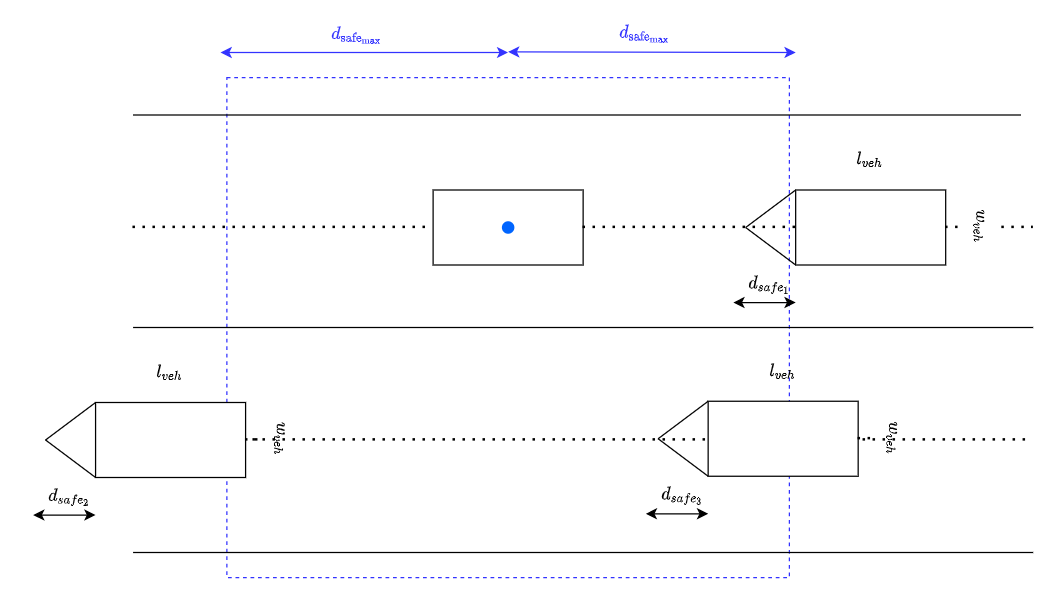 d_safe_max
d_safe_max
l_veh
w_veh
d_safe_1
l_veh
l_veh
w_veh
w_veh
d_safe_2
d_safe_3